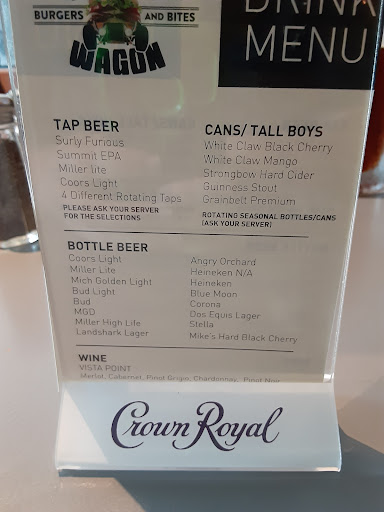 BURGERS AND BITES
WAGON
DRINK
MENU
TAP BEER
Surly Furious
Summit EPA
Miller lite
Coors Light
4 Different Rotating Taps
PLEASE ASK YOUR SERVER
FOR THE SELECTIONS
CANS/ TALL BOYS
White Claw Black Cherry
White Claw Mango
Strongbow Hard Cider
Guinness Stout
Grainbelt Premium
ROTATING SEASONAL BOTTLES/CANS
(ASK YOUR SERVER)
BOTTLE BEER
Coors Light
Miller Lite
Mich Golden Light
Bud Light
Bud
MGD
Miller High Life
Landshark Lager
Angry Orchard
Heineken N/A
Heineken
Blue Moon
Corona
Dos Equis Lager
Stella
Mike's Hard Black Cherry
WINE
VISTA POINT
Merlot, Cabernet, Pinot Grigio, Chardonnay, Pinot Noir
Crown Royal